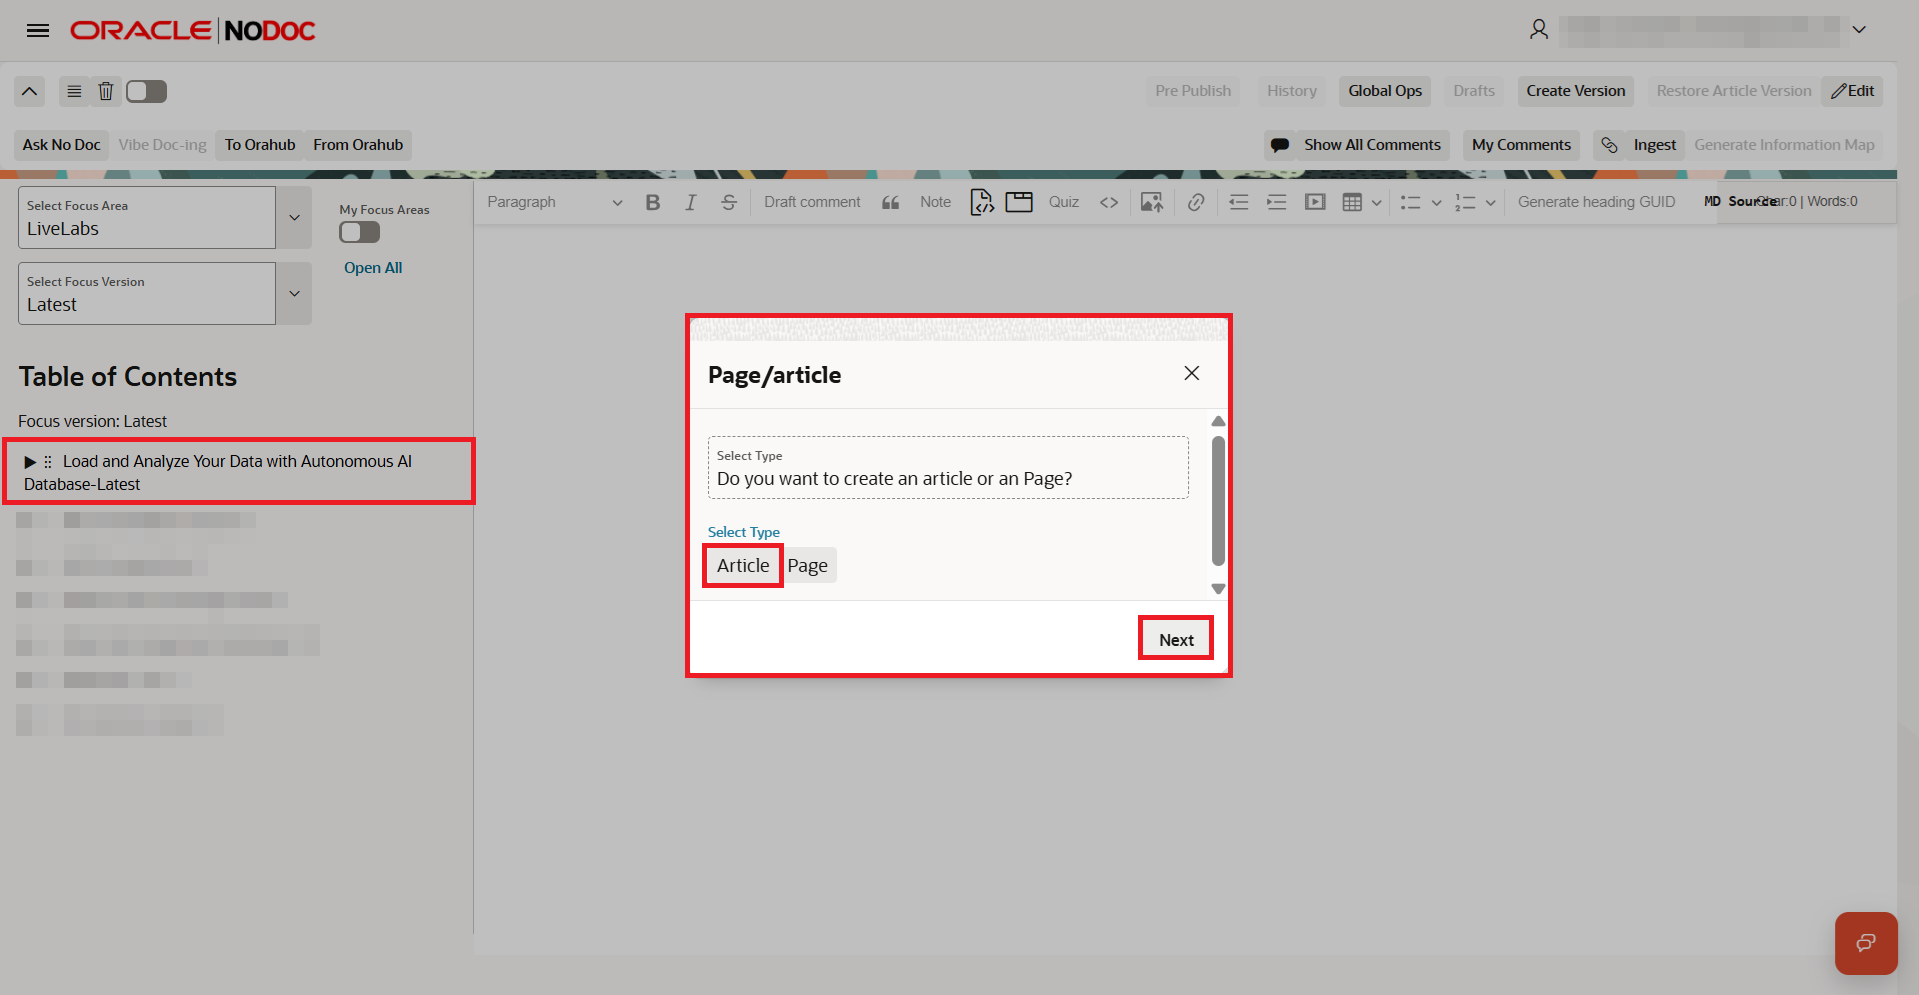 ORACLE | NODOC
Pre Publish
History
Global Ops
Drafts
Create Version
Restore Article Version
Edit
Ask No Doc
Vibe Doc-ing
To Orahub
From Orahub
Show All Comments
My Comments
Ingest
Generate Information Map
Select Focus Area
LiveLabs
My Focus Areas
Open All
Select Focus Version
Latest
Paragraph
B
I
S
Draft comment
Note
Quiz
Generate heading GUID
MD Source
Char:0 | Words:0
Table of Contents
Focus version: Latest
Load and Analyze Your Data with Autonomous AI
Database-Latest
Page/article
Select Type
Do you want to create an article or an Page?
Select Type
Article
Page
Next